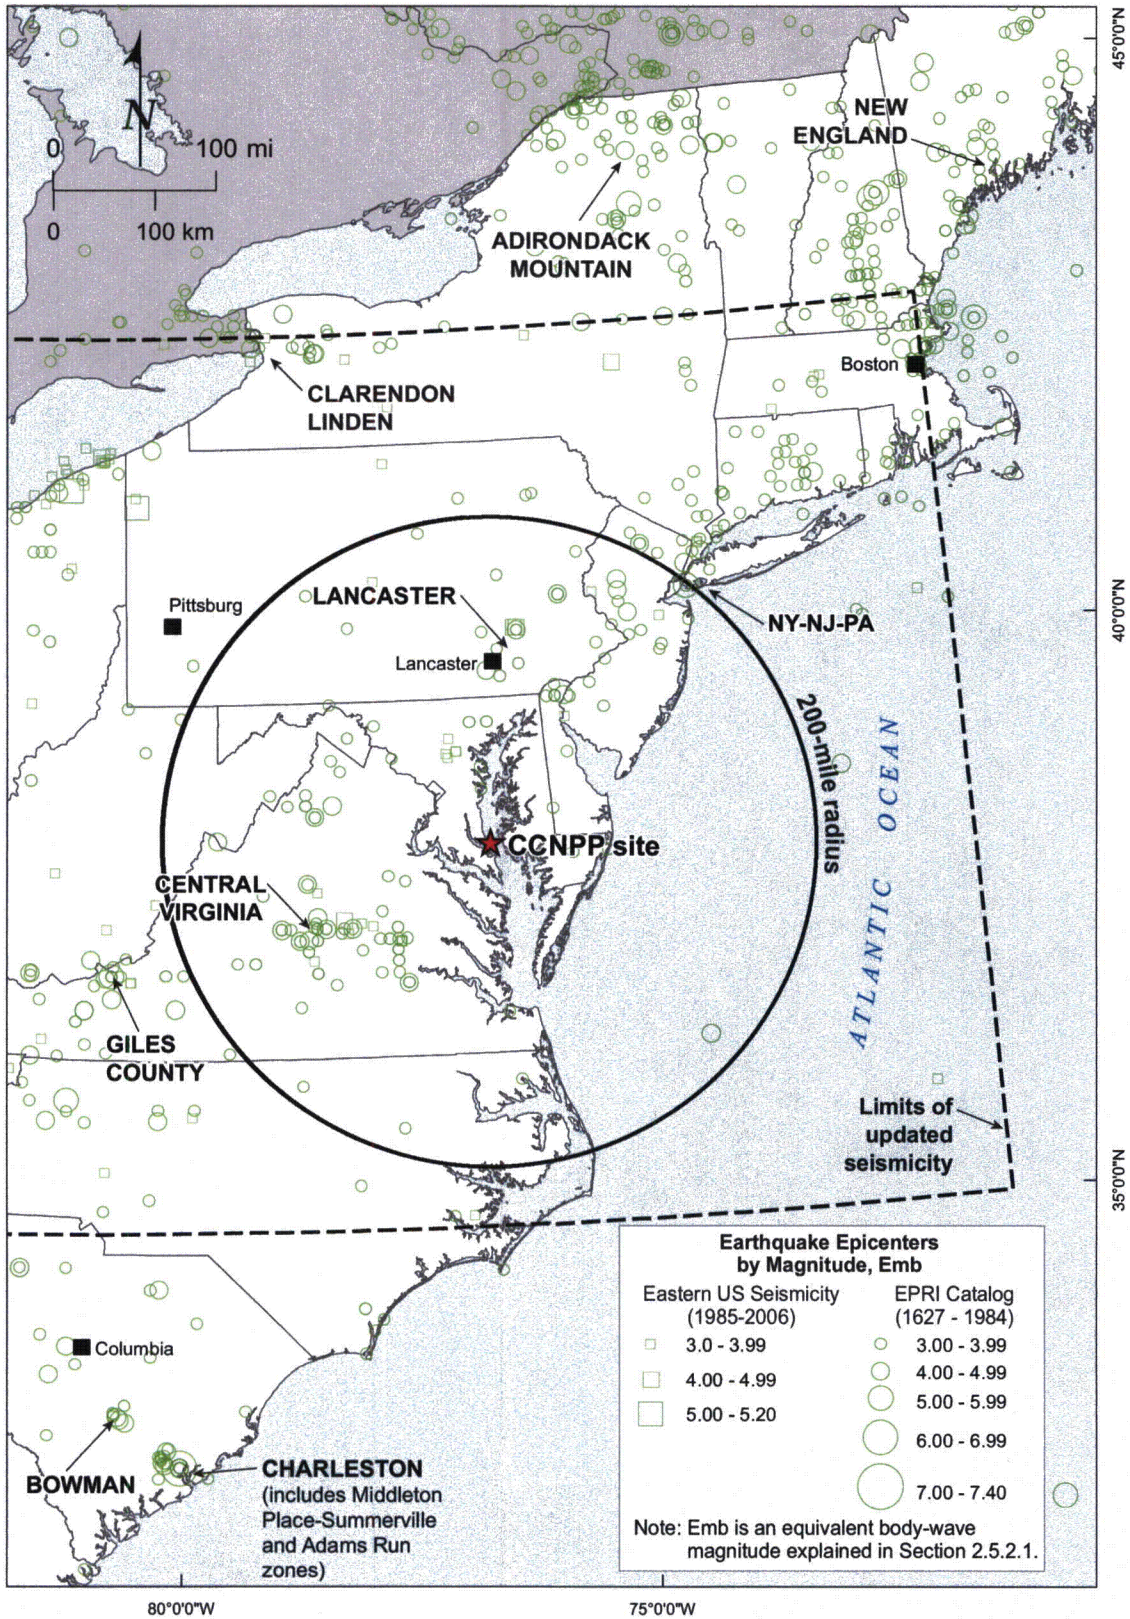 45°0'0"N
N
0 100 mi
0 100 km
NEW
ENGLAND
ADIRONDACK
MOUNTAIN
Boston
CLARENDON
LINDEN
Pittsburg
LANCASTER
Lancaster
NY-NJ-PA
40°0'0"N
200-mile radius
ATLANTIC OCEAN
CCNPP site
CENTRAL
VIRGINIA
GILES
COUNTY
Limits of
updated
seismicity
35°0'0"N
Columbia
BOWMAN
CHARLESTON
(includes Middleton
Place-Summerville
and Adams Run
zones)
Earthquake Epicenters
by Magnitude, Emb
Eastern US Seismicity
(1985-2006)
3.0 - 3.99
4.00 - 4.99
5.00 - 5.20
EPRI Catalog
(1627 - 1984)
3.00 - 3.99
4.00 - 4.99
5.00 - 5.99
6.00 - 6.99
7.00 - 7.40
Note: Emb is an equivalent body-wave
magnitude explained in Section 2.5.2.1.
80°0'0"W
75°0'0"W